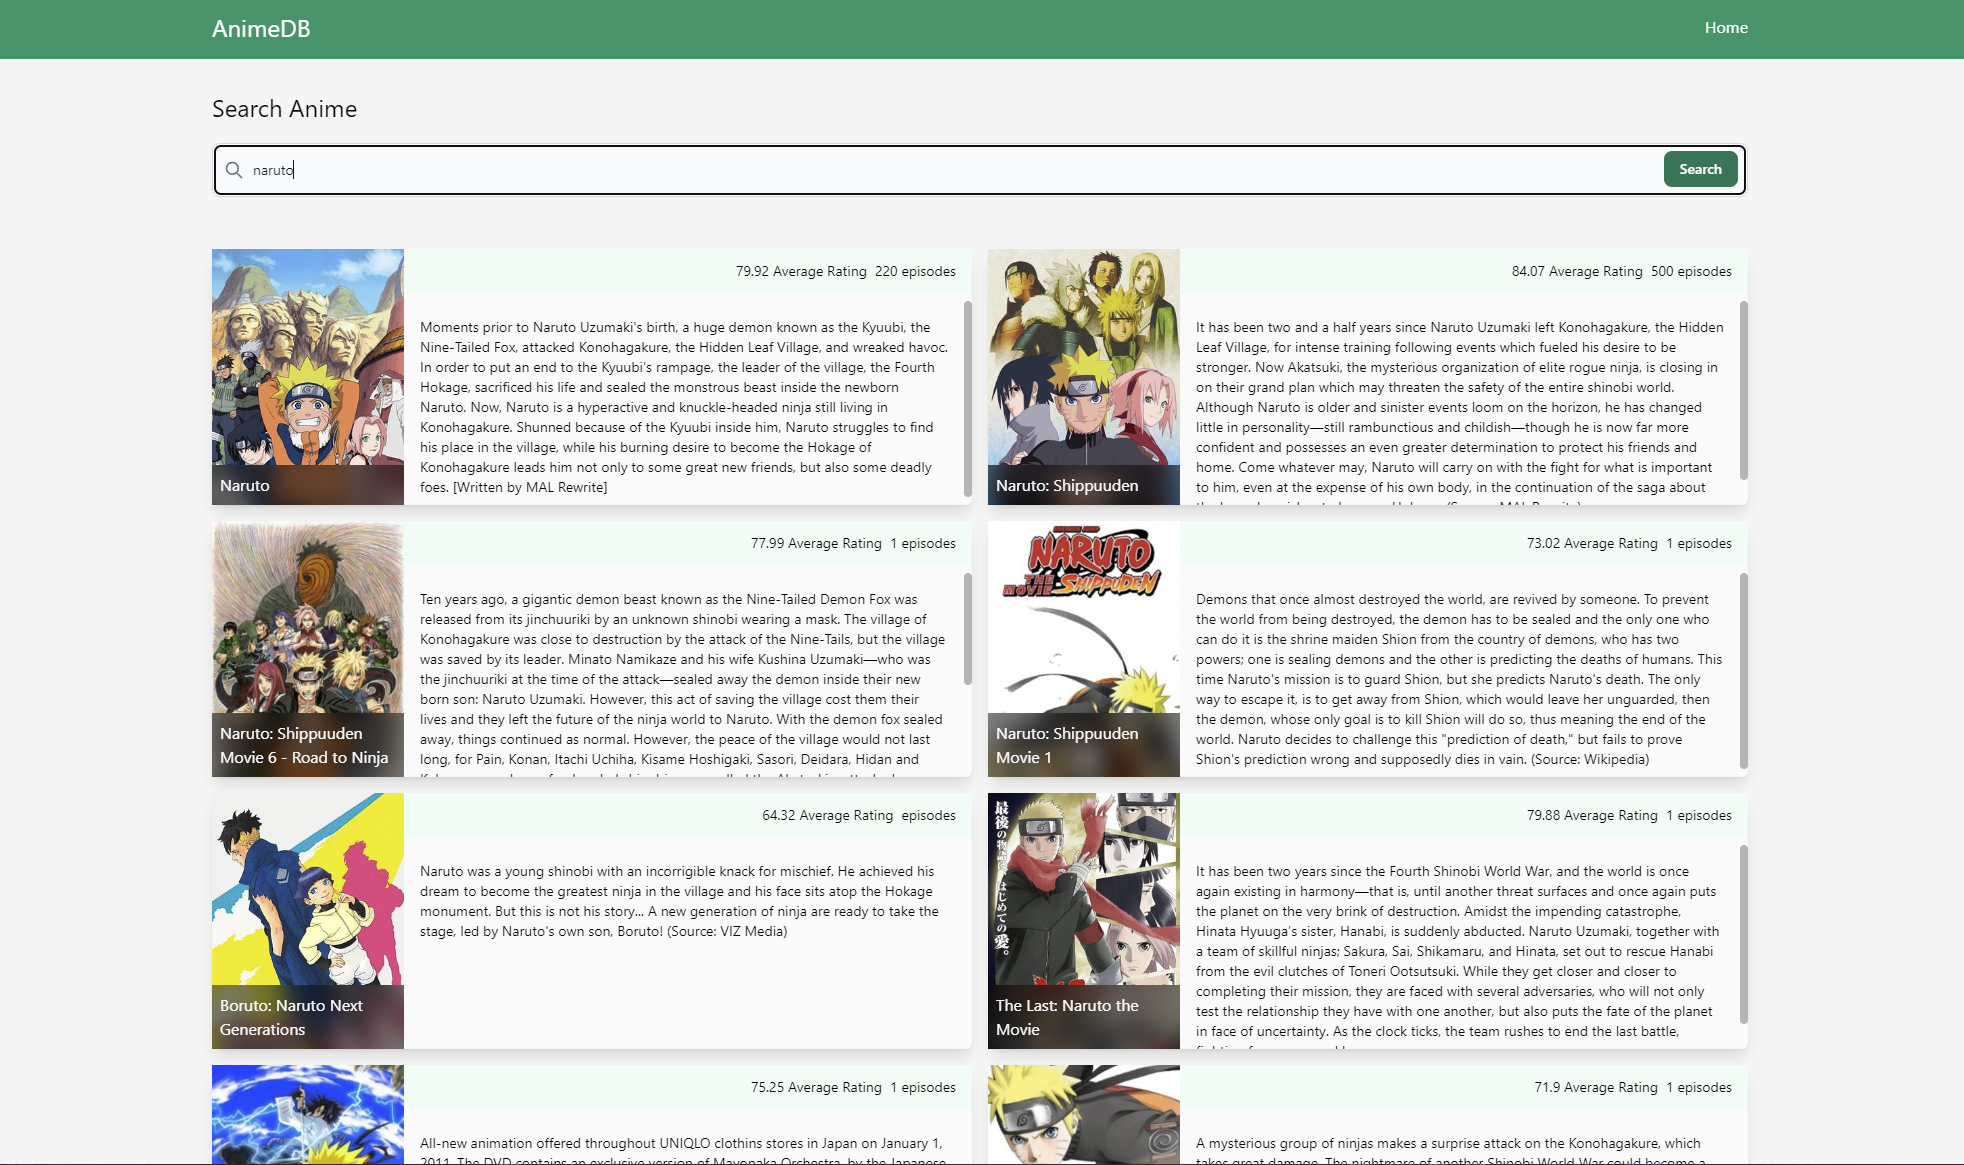 AnimeDB
Home
Search Anime
naruto
Search
79.92 Average Rating 220 episodes
Moments prior to Naruto Uzumaki's birth, a huge demon known as the Kyuubi, the
Nine-Tailed Fox, attacked Konohagakure, the Hidden Leaf Village, and wreaked havoc.
In order to put an end to the Kyuubi's rampage, the leader of the village, the Fourth
Hokage, sacrificed his life and sealed the monstrous beast inside the newborn
Naruto. Now, Naruto is a hyperactive and knuckle-headed ninja still living in
Konohagakure. Shunned because of the Kyuubi inside him, Naruto struggles to find
his place in the village, while his burning desire to become the Hokage of
Konohagakure leads him not only to some great new friends, but also some deadly
foes. [Written by MAL Rewrite]
Naruto
84.07 Average Rating 500 episodes
It has been two and a half years since Naruto Uzumaki left Konohagakure, the Hidden
Leaf Village, for intense training following events which fueled his desire to be
stronger. Now Akatsuki, the mysterious organization of elite rogue ninja, is closing in
on their grand plan which may threaten the safety of the entire shinobi world.
Although Naruto is older and sinister events loom on the horizon, he has changed
little in personality—still rambunctious and childish—though he is now far more
confident and possesses an even greater determination to protect his friends and
home. Come whatever may, Naruto will carry on with the fight for what is important
to him, even at the expense of his own body, in the continuation of the saga about
Naruto: Shippuuden
77.99 Average Rating 1 episodes
Ten years ago, a gigantic demon beast known as the Nine-Tailed Demon Fox was
released from its jinchuuriki by an unknown shinobi wearing a mask. The village of
Konohagakure was close to destruction by the attack of the Nine-Tails, but the village
was saved by its leader. Minato Namikaze and his wife Kushina Uzumaki—who was
the jinchuuriki at the time of the attack—sealed away the demon inside their new
born son: Naruto Uzumaki. However, this act of saving the village cost them their
lives and they left the future of the ninja world to Naruto. With the demon fox sealed
away, things continued as normal. However, the peace of the village would not last
long, for Pain, Konan, Itachi Uchiha, Kisame Hoshigaki, Sasori, Deidara, Hidan and
Naruto: Shippuuden
Movie 6 - Road to Ninja
NARUTO
THE MOVIE SHIPPUDEN
73.02 Average Rating 1 episodes
Demons that once almost destroyed the world, are revived by someone. To prevent
the world from being destroyed, the demon has to be sealed and the only one who
can do it is the shrine maiden Shion from the country of demons, who has two
powers; one is sealing demons and the other is predicting the deaths of humans. This
time Naruto's mission is to guard Shion, but she predicts Naruto's death. The only
way to escape it, is to get away from Shion, which would leave her unguarded, then
the demon, whose only goal is to kill Shion will do so, thus meaning the end of the
world. Naruto decides to challenge this "prediction of death," but fails to prove
Shion's prediction wrong and supposedly dies in vain. (Source: Wikipedia)
Naruto: Shippuuden
Movie 1
64.32 Average Rating episodes
Naruto was a young shinobi with an incorrigible knack for mischief. He achieved his
dream to become the greatest ninja in the village and his face sits atop the Hokage
monument. But this is not his story... A new generation of ninja are ready to take the
stage, led by Naruto's own son, Boruto! (Source: VIZ Media)
Boruto: Naruto Next
Generations
最後の物語は、はじめての愛。
79.88 Average Rating 1 episodes
It has been two years since the Fourth Shinobi World War, and the world is once
again existing in harmony—that is, until another threat surfaces and once again puts
the planet on the very brink of destruction. Amidst the impending catastrophe,
Hinata Hyuuga's sister, Hanabi, is suddenly abducted. Naruto Uzumaki, together with
a team of skillful ninjas; Sakura, Sai, Shikamaru, and Hinata, set out to rescue Hanabi
from the evil clutches of Toneri Ootsutsuki. While they get closer and closer to
completing their mission, they are faced with several adversaries, who will not only
test the relationship they have with one another, but also puts the fate of the planet
in face of uncertainty. As the clock ticks, the team rushes to end the last battle,
The Last: Naruto the
Movie
75.25 Average Rating 1 episodes
All-new animation offered throughout UNIQLO clothins stores in Japan on January 1,
2011. The DVD contains an exclusive version of Mayonaka Orchestra, by the Japanese
71.9 Average Rating 1 episodes
A mysterious group of ninjas makes a surprise attack on the Konohagakure, which
takes great damage. The nightmare of another Shinobi World War could become a